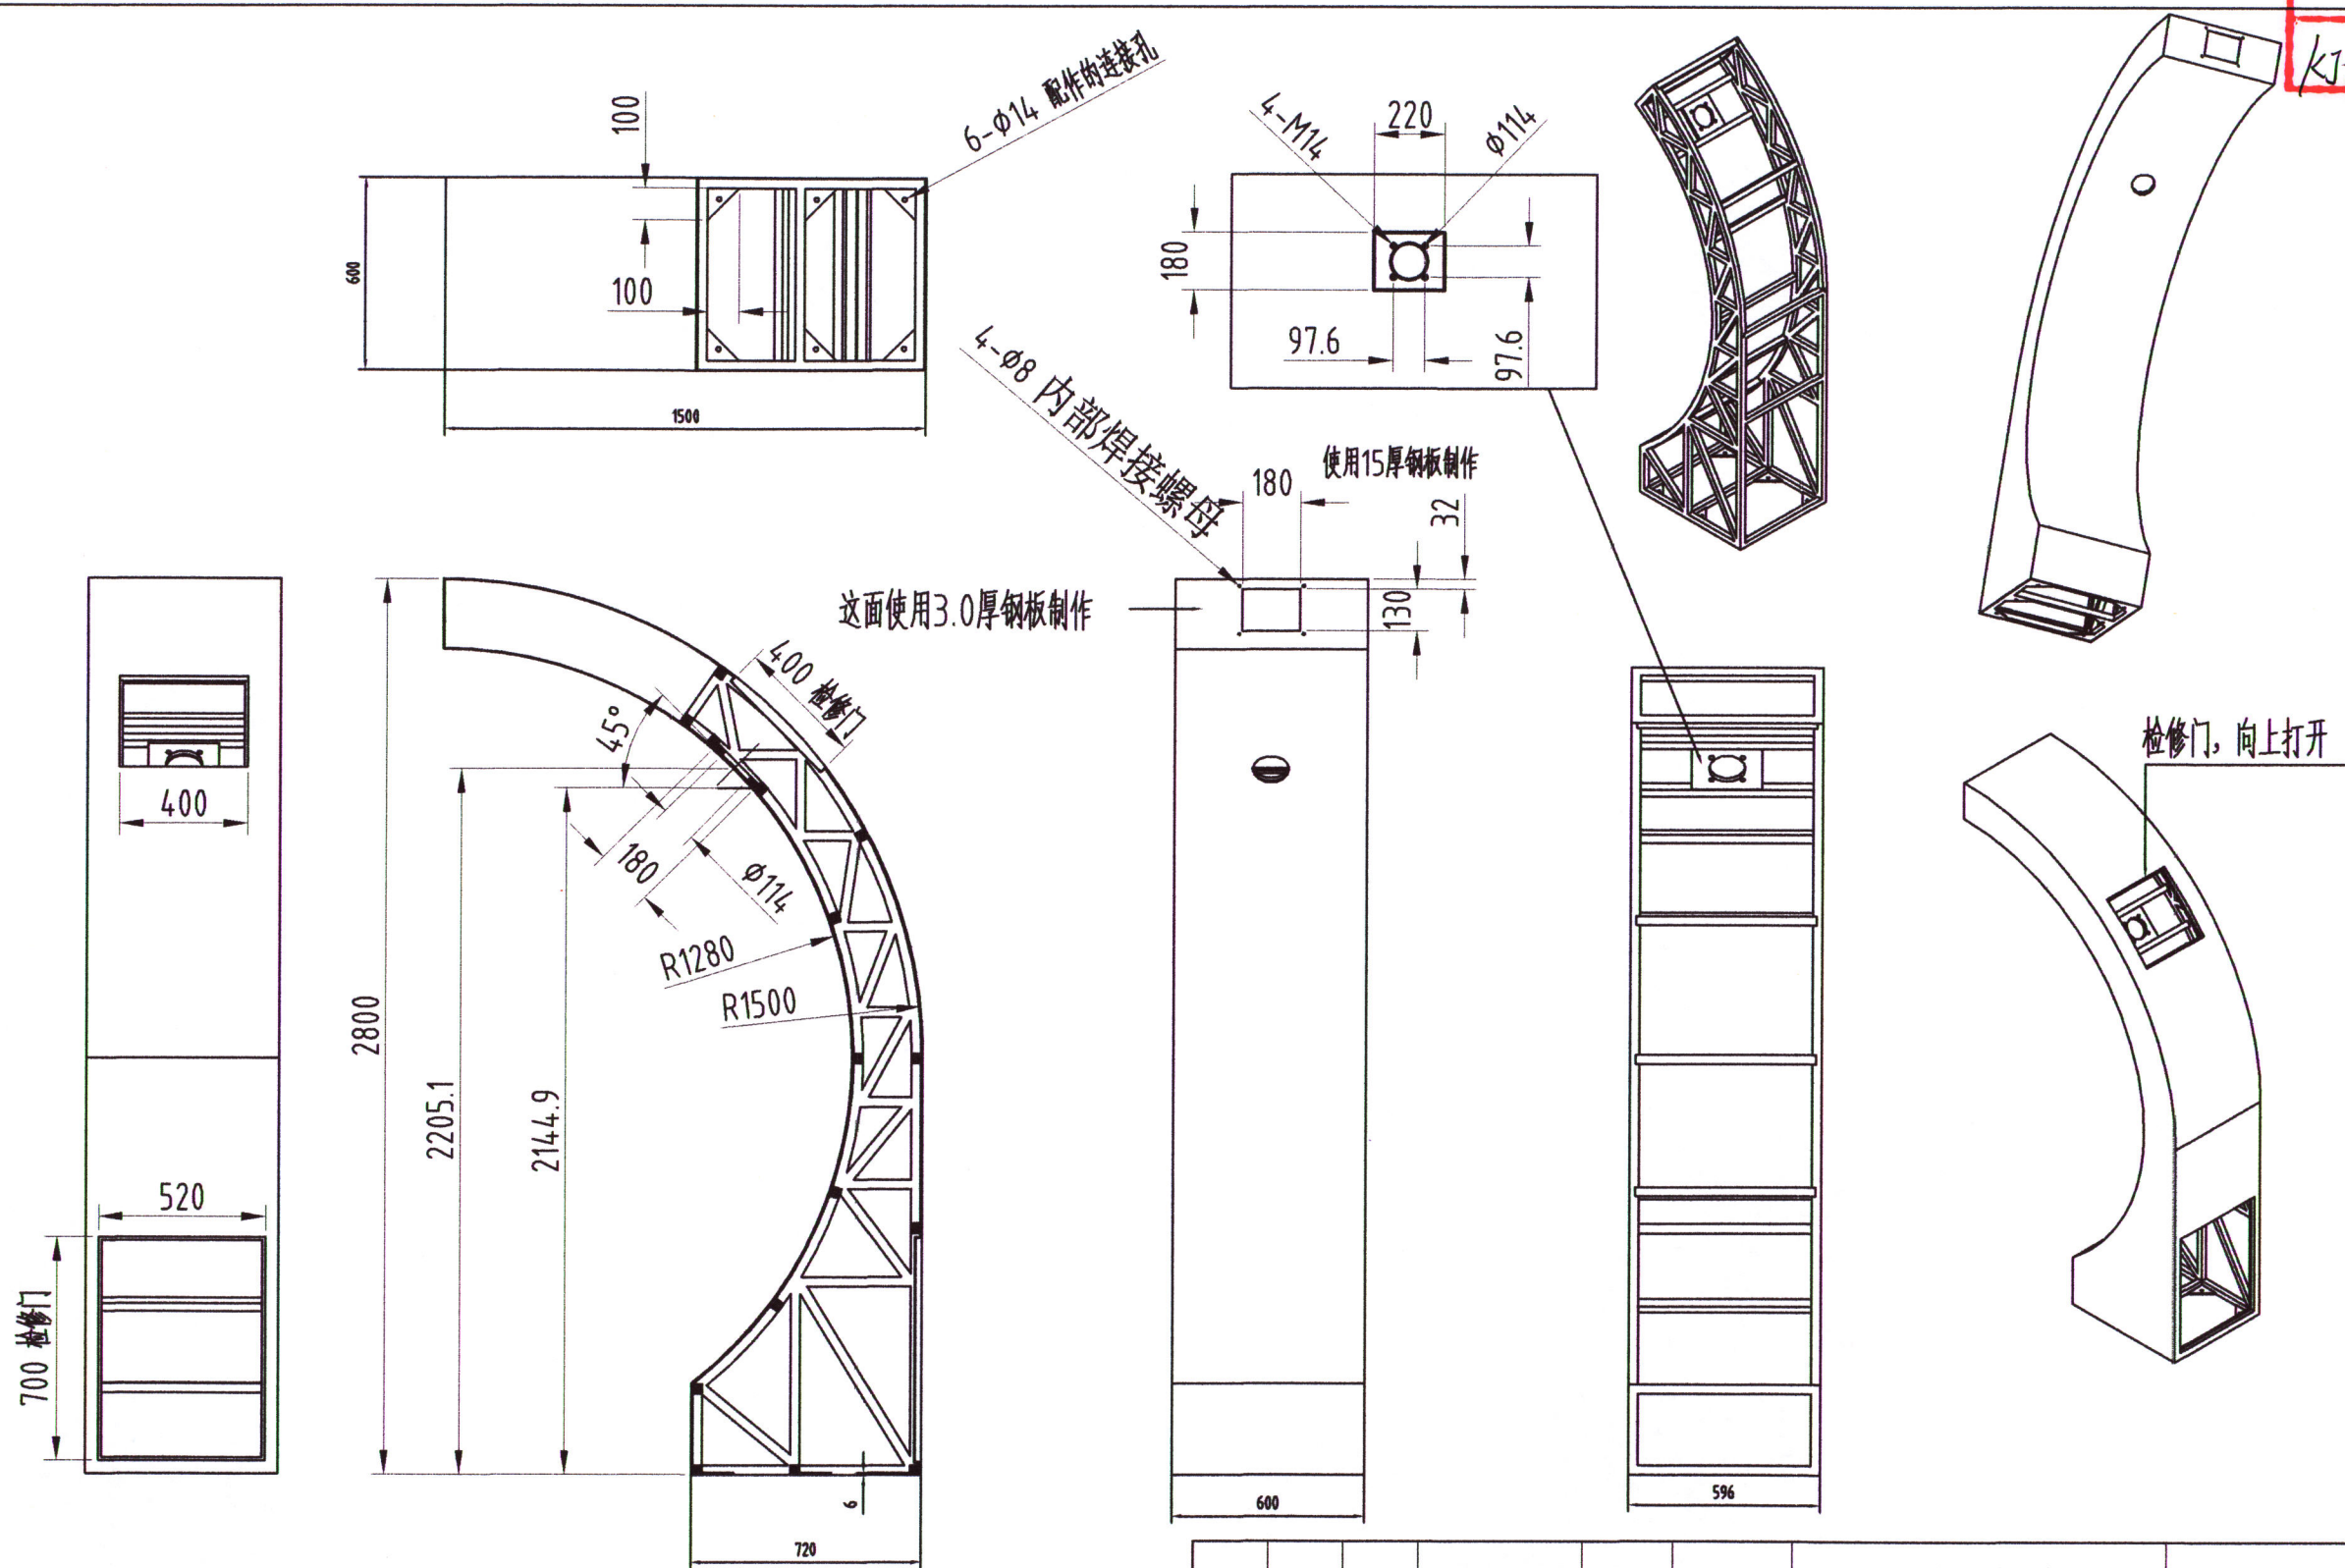 6-Φ14 配作的连接孔
100
600
100
1500
4-M14
220
Φ114
180
97.6
97.6
4-Φ8 内部焊接螺母
使用15厚钢板制作
180
32
130
这面使用3.0厚钢板制作
400 检修门
45°
180
Φ114
R1280
R1500
2800
2205.1
2144.9
6
720
400
520
700 检修门
600
596
检修门，向上打开